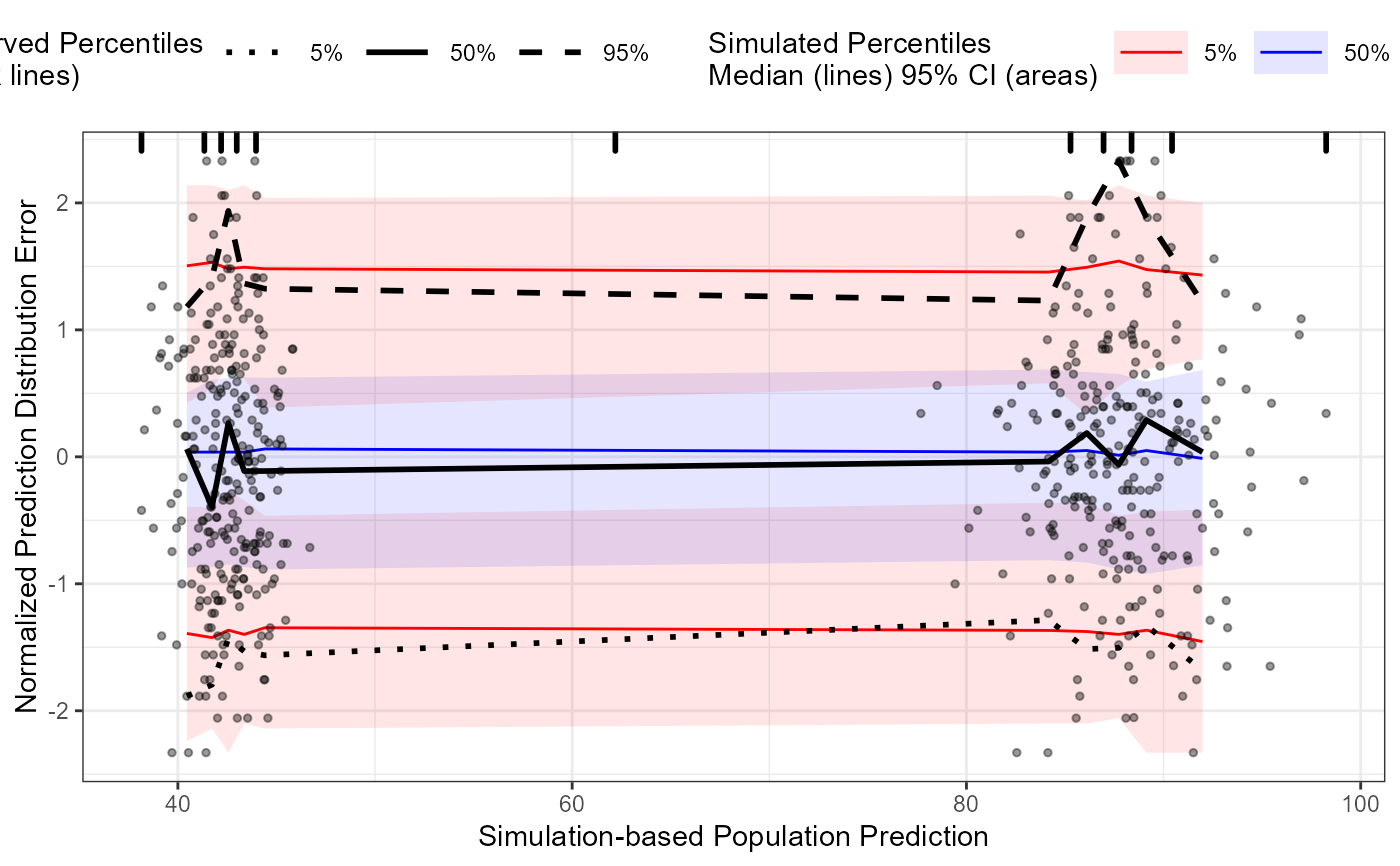 Percentiles 5% 50% 95% Simulated Percentiles 5% 50%
lines) Median (lines) 95% CI (areas)
Normalized Prediction Distribution Error
2
1
0
-1
-2
40 60 80 100
Simulation-based Population Prediction